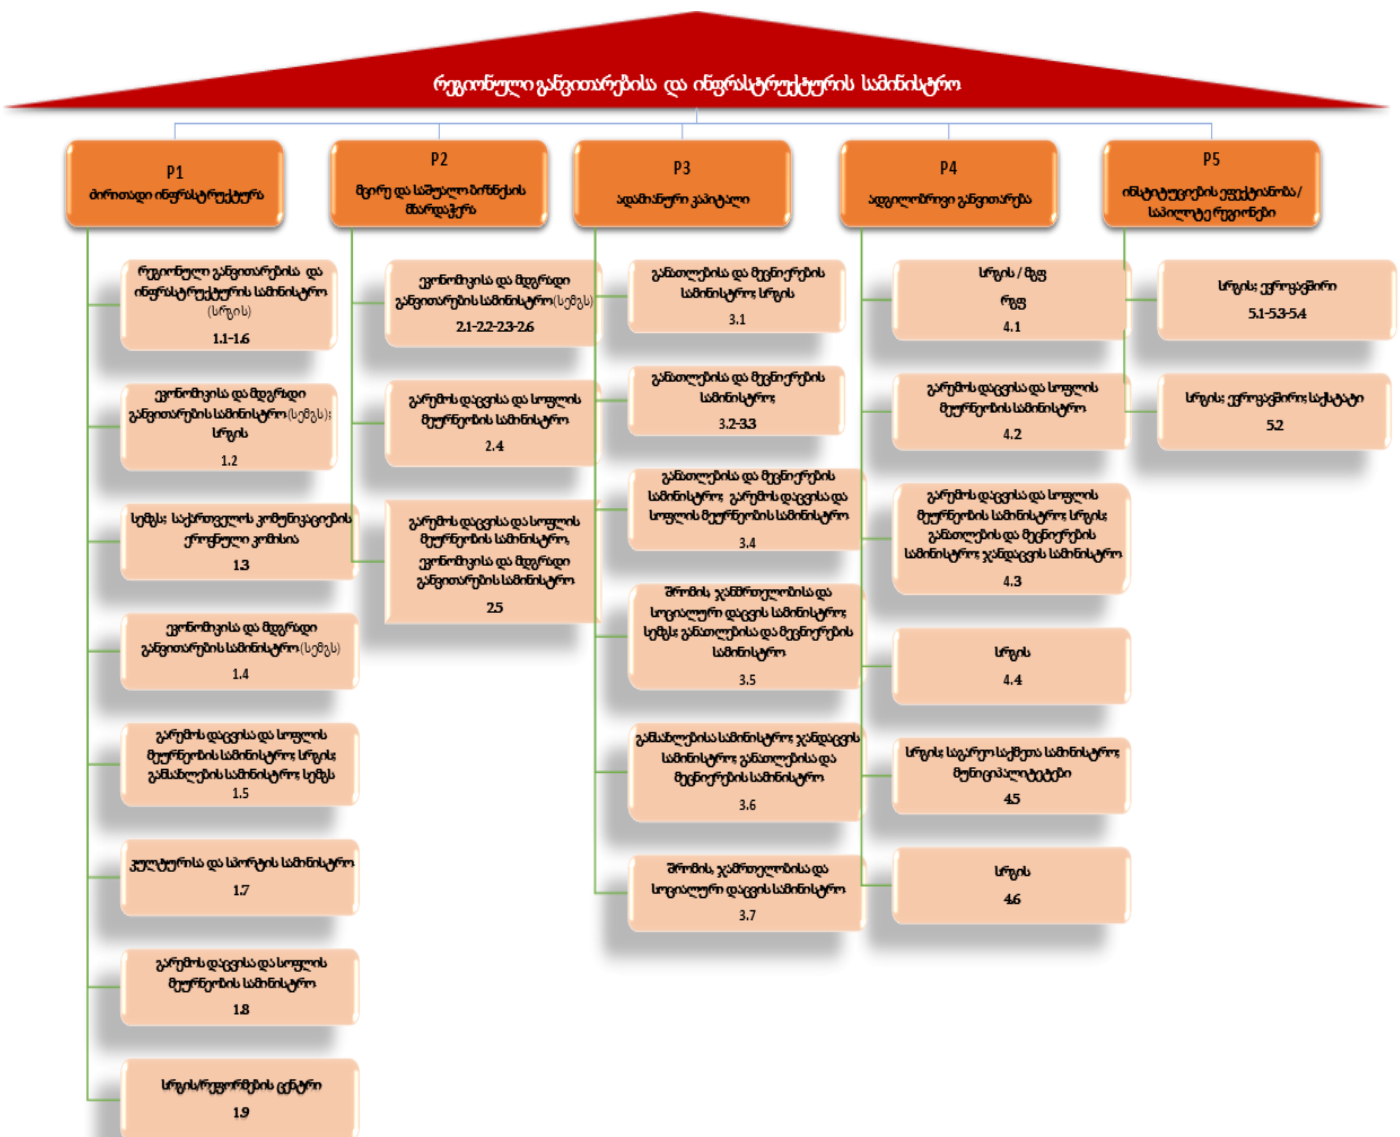 რეგიონული განვითარებისა და ინფრასტრუქტურის სამინისტრო
P1
ძირითადი ინფრასტრუქტურა
რეგიონული განვითარებისა და
ინფრასტრუქტურის სამინისტრო
(სრგის)
1.1-1.6
ეკონომიკისა და მდგრადი
განვითარების სამინისტრო (სემგს);
სრგის
1.2
სემგს; საქართველოს კომუნიკაციების
ეროვნული კომისია
1.3
ეკონომიკისა და მდგრადი
განვითარების სამინისტრო (სემგს)
1.4
გარემოს დაცვისა და სოფლის
მეურნეობის სამინისტრო; სრგის;
განსახლების სამინისტრო; სემგს
1.5
კულტურისა და სპორტის სამინისტრო
1.7
გარემოს დაცვისა და სოფლის
მეურნეობის სამინისტრო
1.8
სრგის/რეფორმების ცენტრი
1.9
P2
მცირე და საშუალო ბიზნესის
მხარდაჭერა
ეკონომიკისა და მდგრადი
განვითარების სამინისტრო (სემგს)
2.1-2.2-2.3-2.6
გარემოს დაცვისა და სოფლის
მეურნეობის სამინისტრო
2.4
გარემოს დაცვისა და სოფლის
მეურნეობის სამინისტრო,
ეკონომიკისა და მდგრადი
განვითარების სამინისტრო
2.5
P3
ადამიანური კაპიტალი
განათლებისა და მეცნიერების
სამინისტრო; სრგის
3.1
განათლებისა და მეცნიერების
სამინისტრო;
3.2-3.3
განათლებისა და მეცნიერების
სამინისტრო; გარემოს დაცვისა და
სოფლის მეურნეობის სამინისტრო
3.4
შრომის, ჯანმრთელობისა და
სოციალური დაცვის სამინისტრო;
სემგს; განათლებისა და მეცნიერების
სამინისტრო
3.5
განსახლებისა სამინისტრო; ჯანდაცვის
სამინისტრო; განათლებისა და
მეცნიერების სამინისტრო
3.6
შრომის, ჯამრთელობისა და
სოციალური დაცვის სამინისტრო
3.7
P4
ადგილობრივი განვითარება
სრგის / მგფ
რგფ
4.1
გარემოს დაცვისა და სოფლის
მეურნეობის სამინისტრო
4.2
გარემოს დაცვისა და სოფლის
მეურნეობის სამინისტრო; სრგის;
განათლების და მეცნიერების
სამინისტრო; ჯანდაცვის სამინისტრო
4.3
სრგის
4.4
სრგის; საგარეო საქმეთა სამინისტრო;
მუნიციპალიტეტები
4.5
სრგის
4.6
P5
ინსტიტუციების ეფექტიანობა /
საპილოტე რეგიონები
სრგის; ევროკავშირი
5.1-5.3-5.4
სრგის; ევროკავშირი; საქსტატი
5.2